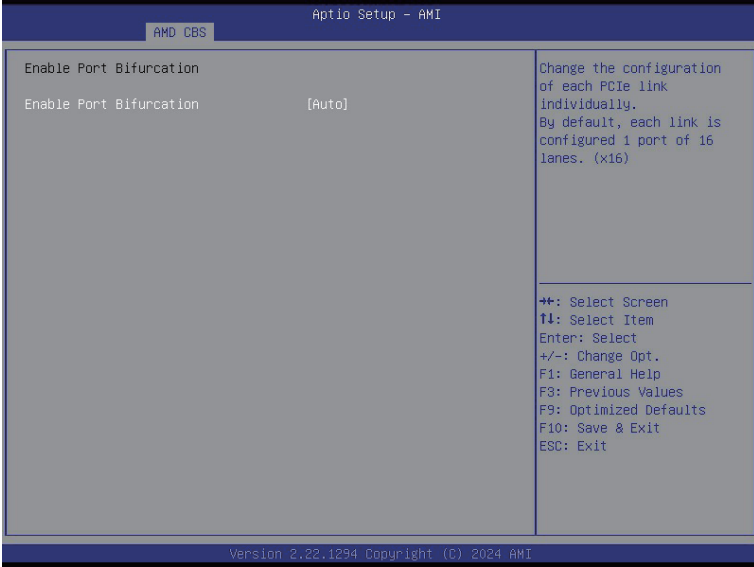 Aptio Setup – AMI
AMD CBS
Enable Port Bifurcation
Enable Port Bifurcation [Auto]
Change the configuration
of each PCIe link
individually.
By default, each link is
configured 1 port of 16
lanes. (x16)
→←: Select Screen
↑↓: Select Item
Enter: Select
+/-: Change Opt.
F1: General Help
F3: Previous Values
F9: Optimized Defaults
F10: Save & Exit
ESC: Exit
Version 2.22.1294 Copyright (C) 2024 AMI